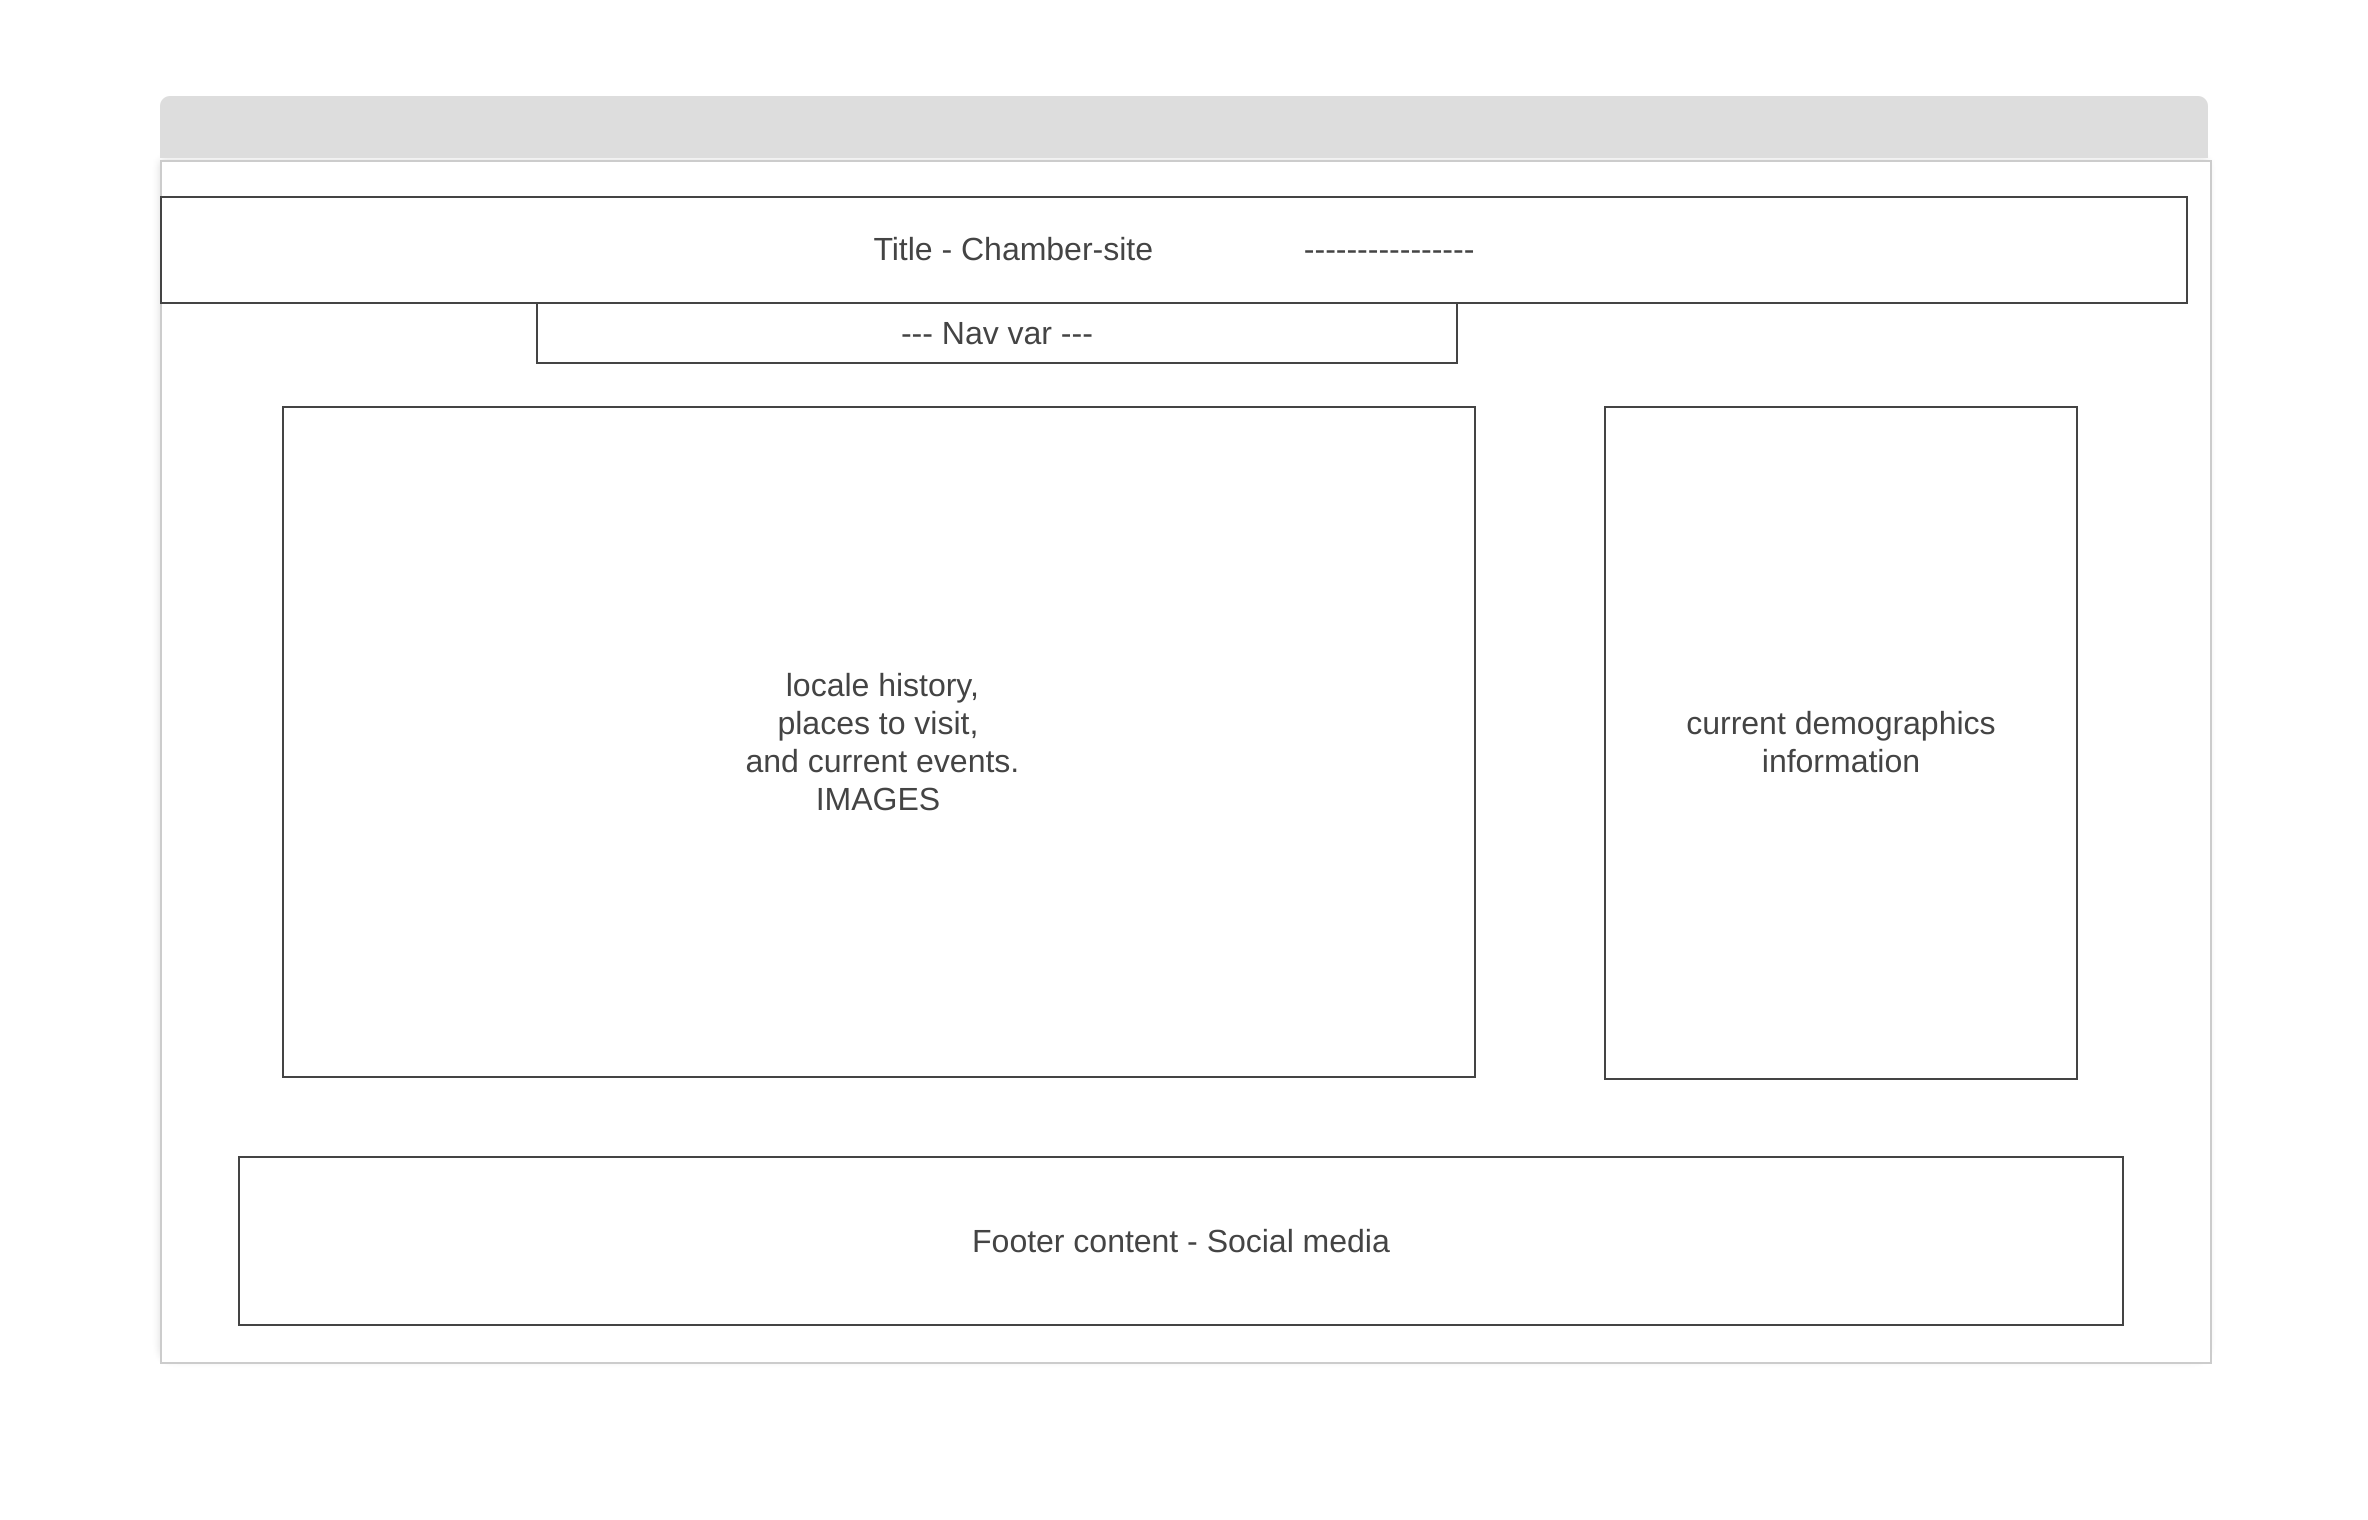 Title - Chamber-site ----------------
--- Nav var ---
locale history,
places to visit,
and current events.
IMAGES
current demographics
information
Footer content - Social media